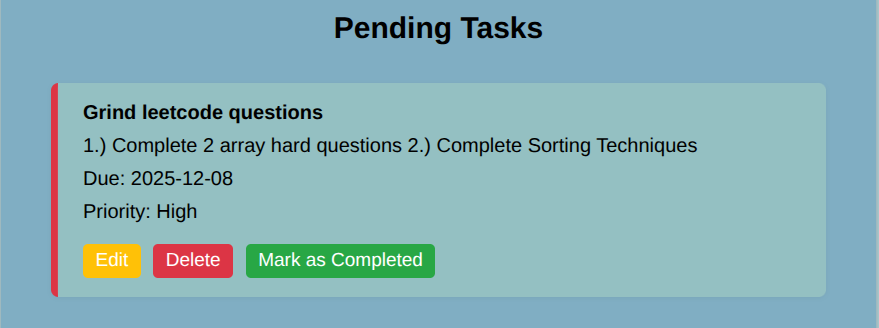 Pending Tasks
Grind leetcode questions
1.) Complete 2 array hard questions 2.) Complete Sorting Techniques
Due: 2025-12-08
Priority: High
Edit Delete Mark as Completed